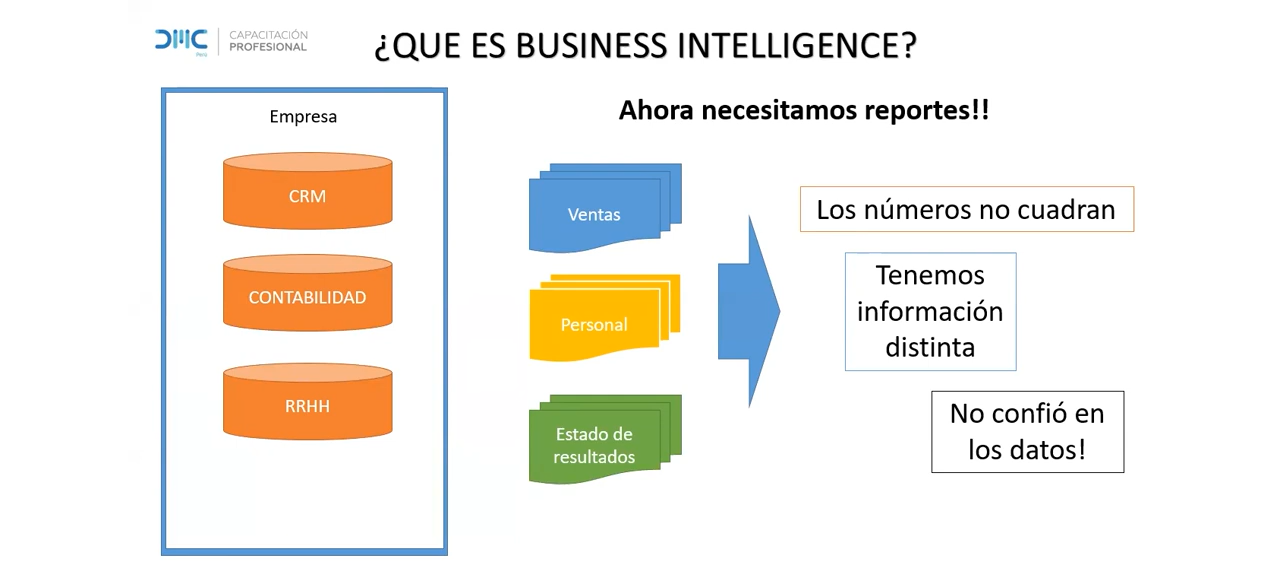 DMC
Perú
CAPACITACIÓN
PROFESIONAL
¿QUE ES BUSINESS INTELLIGENCE?
Empresa
CRM
CONTABILIDAD
RRHH
Ahora necesitamos reportes!!
Ventas
Personal
Estado de
resultados
Los números no cuadran
Tenemos
información
distinta
No confió en
los datos!